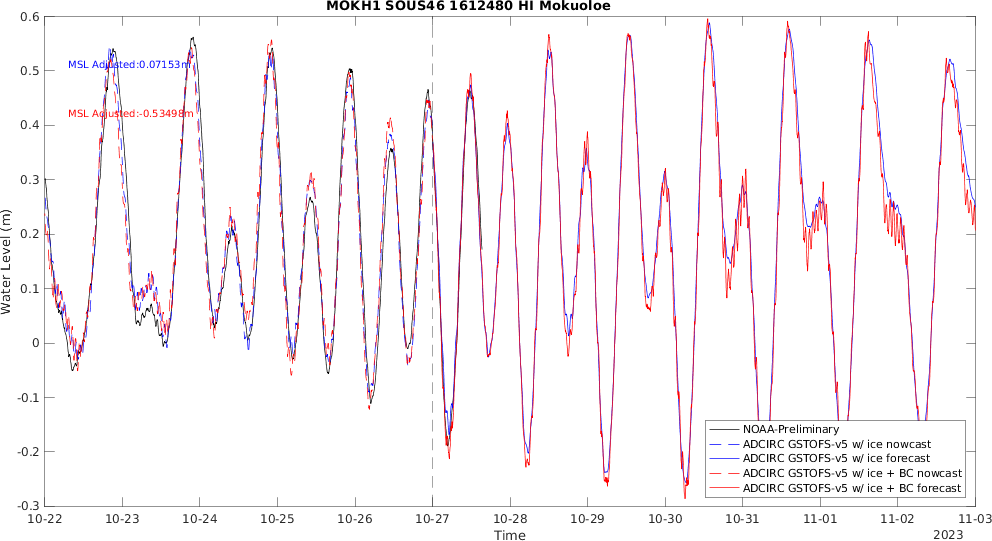 MOKH1 SOUS46 1612480 HI Mokuoloe
0.6
0.5
0.4
0.3
0.2
0.1
0
-0.1
-0.2
-0.3
Water Level (m)
MSL Adjusted:0.07153m
MSL Adjusted:-0.53498m
NOAA-Preliminary
ADCIRC GSTOFS-v5 w/ ice nowcast
ADCIRC GSTOFS-v5 w/ ice forecast
ADCIRC GSTOFS-v5 w/ ice + BC nowcast
ADCIRC GSTOFS-v5 w/ ice + BC forecast
10-22 10-23 10-24 10-25 10-26 10-27 10-28 10-29 10-30 10-31 11-01 11-02 11-03
Time
2023